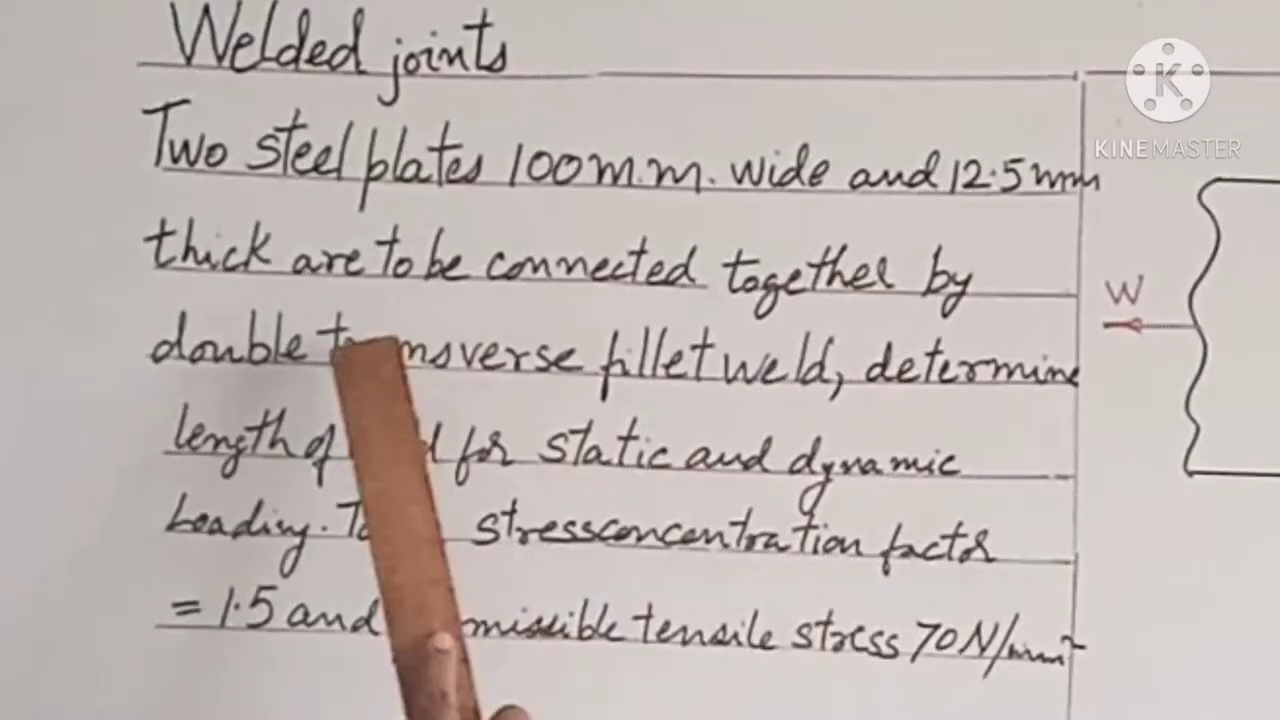 Welded joints
Two steel plates 100 m.m. wide and 12.5 mm
thick are to be connected together by
double transverse fillet weld, determine
length of for static and dynamic
Loading. stress concentration factor
= 1.5 and missible tensile stress 70 N/mm²
W
K
KINEMASTER